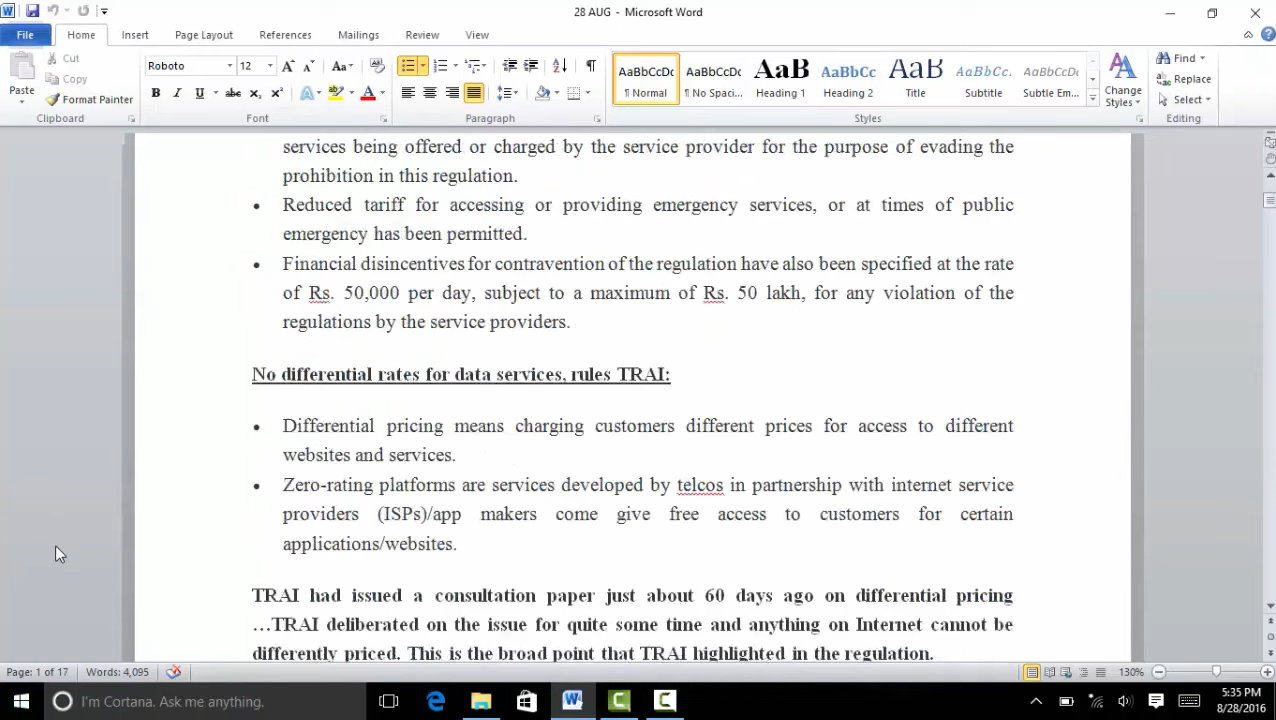 28 AUG - Microsoft Word
File Home Insert Page Layout References Mailings Review View
Paste
Cut
Copy
Format Painter
Clipboard
Roboto 12
Font
Paragraph
AaBbCcDc AaBbCcDc AaB AaBbCc AaB AaBbCc AaBbCcDc
¶ Normal ¶ No Spaci... Heading 1 Heading 2 Title Subtitle Subtle Em...
Styles
Change
Styles
Find
Replace
Select
Editing
services being offered or charged by the service provider for the purpose of evading the
prohibition in this regulation.
• Reduced tariff for accessing or providing emergency services, or at times of public
emergency has been permitted.
• Financial disincentives for contravention of the regulation have also been specified at the rate
of Rs. 50,000 per day, subject to a maximum of Rs. 50 lakh, for any violation of the
regulations by the service providers.
No differential rates for data services, rules TRAI:
• Differential pricing means charging customers different prices for access to different
websites and services.
• Zero-rating platforms are services developed by telcos in partnership with internet service
providers (ISPs)/app makers come give free access to customers for certain
applications/websites.
TRAI had issued a consultation paper just about 60 days ago on differential pricing
…TRAI deliberated on the issue for quite some time and anything on Internet cannot be
differently priced. This is the broad point that TRAI highlighted in the regulation.
Page: 1 of 17 Words: 4,095 130%
I'm Cortana. Ask me anything.
5:35 PM
8/28/2016